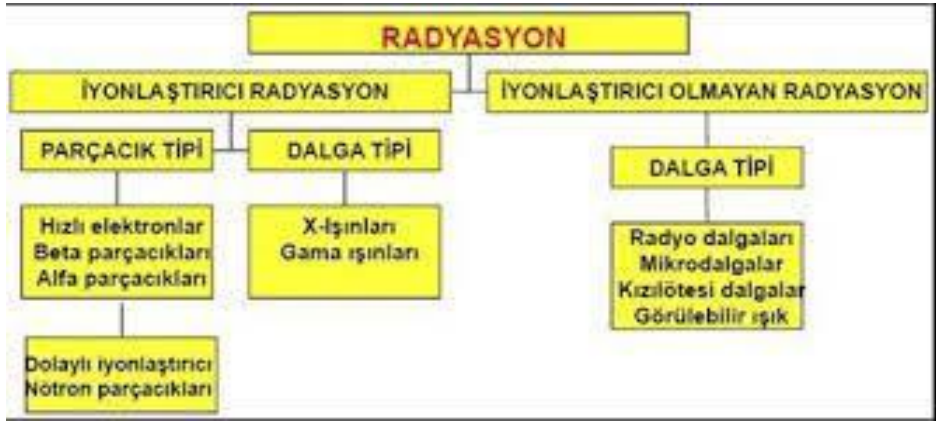 RADYASYON
İYONLAŞTIRICI RADYASYON
İYONLAŞTIRICI OLMAYAN RADYASYON
PARÇACIK TİPİ
DALGA TİPİ
DALGA TİPİ
Hızlı elektronlar
Beta parçacıkları
Alfa parçacıkları
X-Işınları
Gama ışınları
Radyo dalgaları
Mikrodalgalar
Kızılötesi dalgalar
Görülebilir ışık
Dolaylı iyonlaştırıcı
Nötron parçacıkları